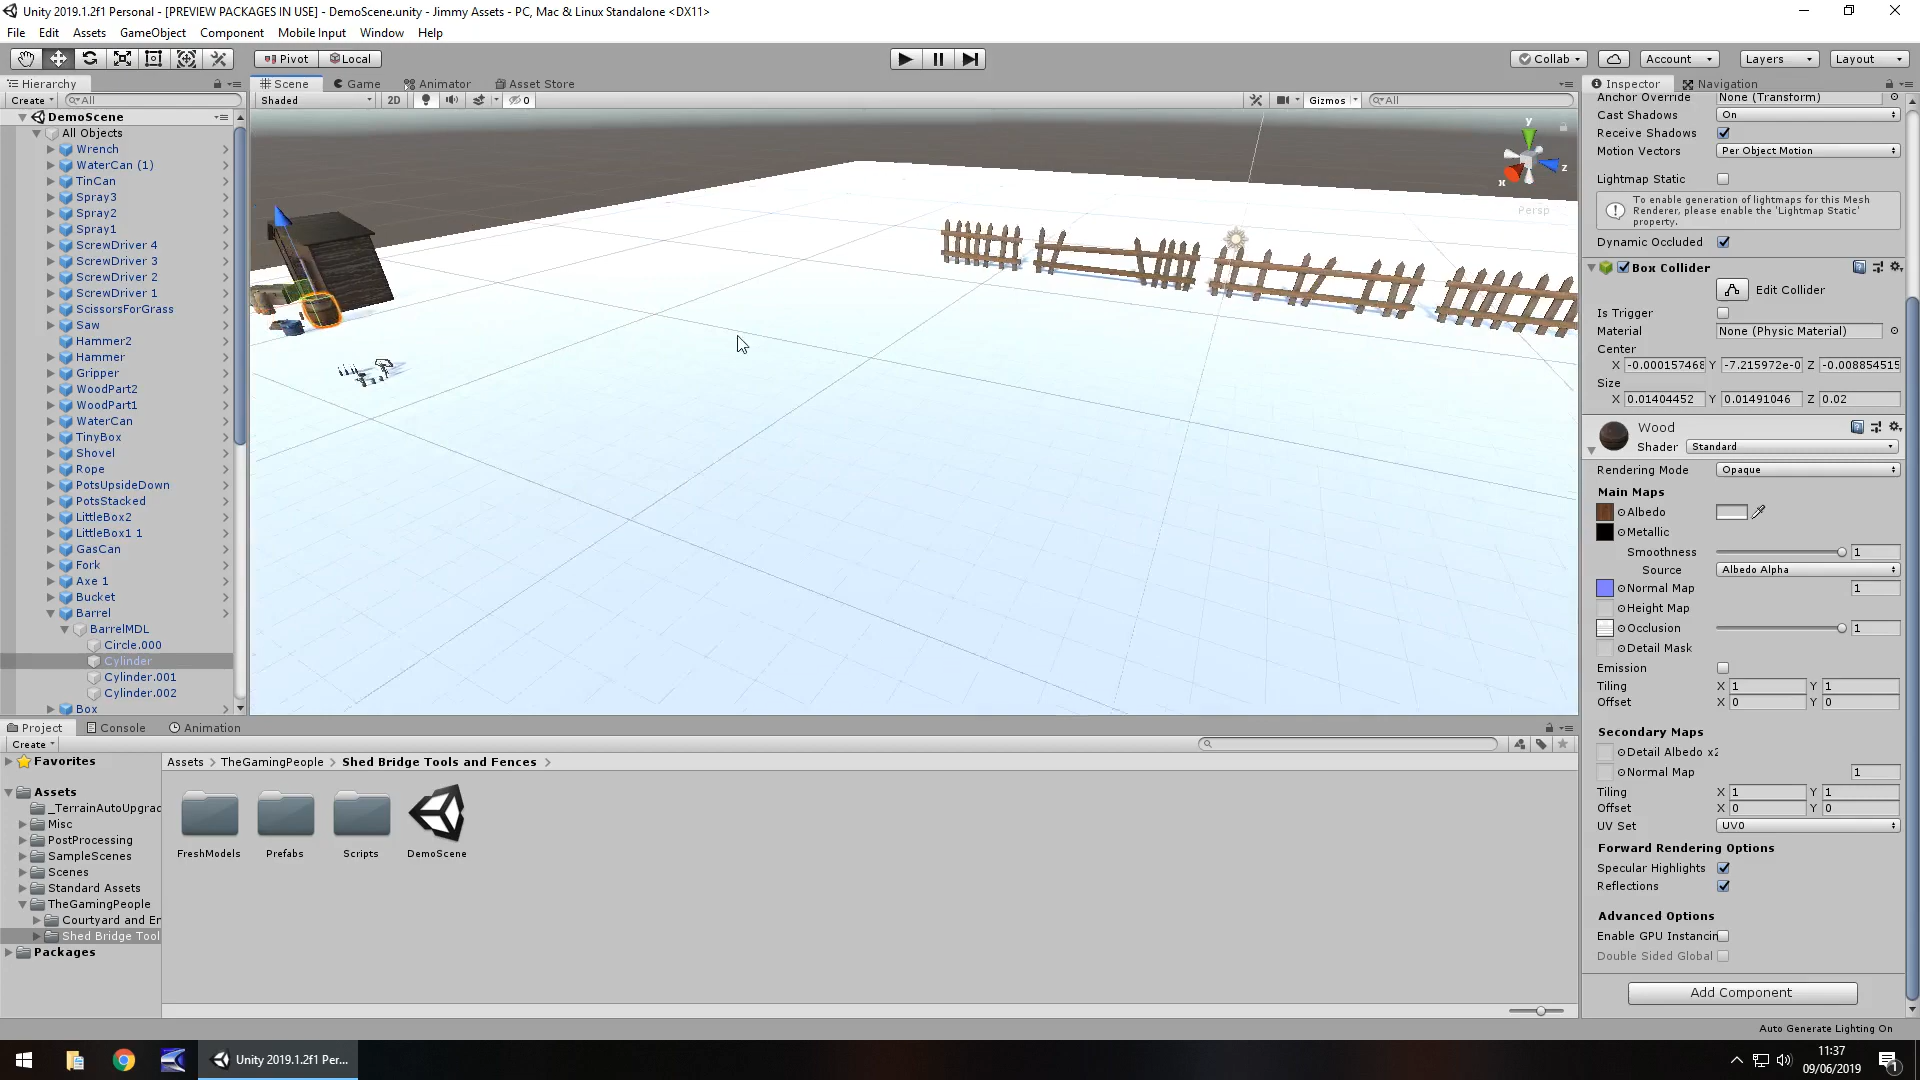 Unity 2019.1.2f1 Personal - [PREVIEW PACKAGES IN USE] - DemoScene.unity - Jimmy Assets - PC, Mac & Linux Standalone <DX11>
File Edit Assets GameObject Component Mobile Input Window Help
Pivot Local Collab Account Layers Layout
Hierarchy Scene Game Animator Asset Store Inspector Navigation
Create All Shaded 2D 0 Gizmos All
DemoScene
All Objects
Wrench
WaterCan (1)
TinCan
Spray3
Spray2
Spray1
ScrewDriver 4
ScrewDriver 3
ScrewDriver 2
ScrewDriver 1
ScissorsForGrass
Saw
Hammer2
Hammer
Gripper
WoodPart2
WoodPart1
WaterCan
TinyBox
Shovel
Rope
PotsUpsideDown
PotsStacked
LittleBox2
LittleBox1 1
GasCan
Fork
Axe 1
Bucket
Barrel
BarrelMDL
Circle.000
Cylinder
Cylinder.001
Cylinder.002
Box
y
z
x
Persp
Anchor Override None (Transform)
Cast Shadows On
Receive Shadows
Motion Vectors Per Object Motion
Lightmap Static
To enable generation of lightmaps for this Mesh
Renderer, please enable the 'Lightmap Static'
property.
Dynamic Occluded
Box Collider
Edit Collider
Is Trigger
Material None (Physic Material)
Center
X -0.000157468 Y -7.215972e-0 Z -0.008854515
Size
X 0.01404452 Y 0.01491046 Z 0.02
Wood
Shader Standard
Rendering Mode Opaque
Main Maps
Albedo
Metallic
Smoothness 1
Source Albedo Alpha
Normal Map 1
Height Map
Occlusion 1
Detail Mask
Emission
Tiling X 1 Y 1
Offset X 0 Y 0
Secondary Maps
Detail Albedo x2
Normal Map 1
Tiling X 1 Y 1
Offset X 0 Y 0
UV Set UV0
Forward Rendering Options
Specular Highlights
Reflections
Advanced Options
Enable GPU Instancin
Double Sided Global
Add Component
Auto Generate Lighting On
Project Console Animation
Create
Favorites
Assets
_TerrainAutoUpgrad
Misc
PostProcessing
SampleScenes
Scenes
Standard Assets
TheGamingPeople
Courtyard and Er
Shed Bridge Tool
Packages
Assets > TheGamingPeople > Shed Bridge Tools and Fences >
FreshModels Prefabs Scripts DemoScene
Unity 2019.1.2f1 Per...
11:37
09/06/2019
1